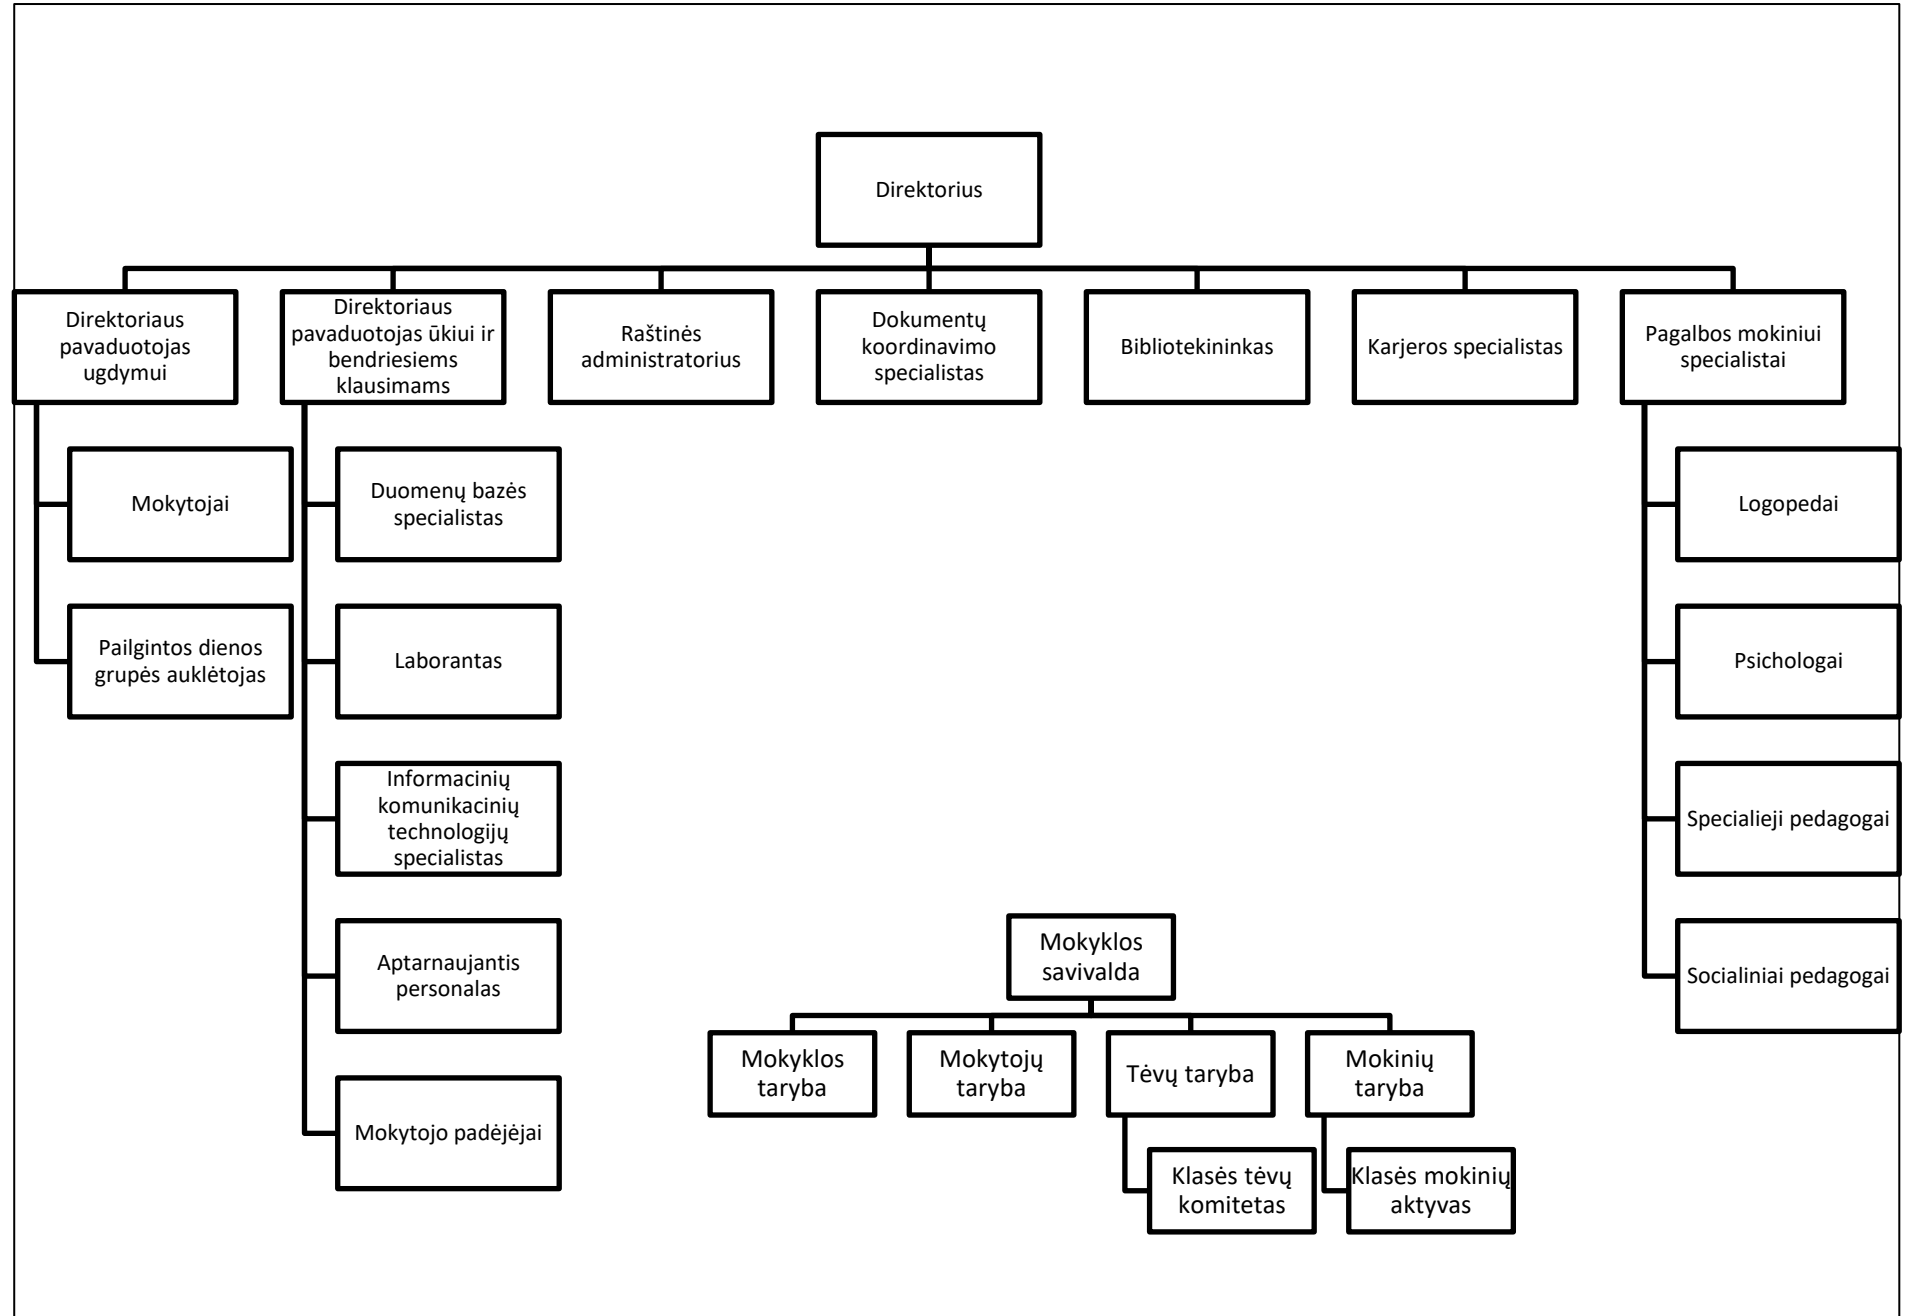 Direktorius
Direktoriaus
pavaduotojas
ugdymui
Direktoriaus
pavaduotojas ūkiui ir
bendriesiems
klausimams
Raštinės
administratorius
Dokumentų
koordinavimo
specialistas
Bibliotekininkas
Karjeros specialistas
Pagalbos mokiniui
specialistai
Mokytojai
Pailgintos dienos
grupės auklėtojas
Duomenų bazės
specialistas
Laborantas
Informacinių
komunikacinių
technologijų
specialistas
Aptarnaujantis
personalas
Mokytojo padėjėjai
Logopedai
Psichologai
Specialieji pedagogai
Socialiniai pedagogai
Mokyklos
savivalda
Mokyklos
taryba
Mokytojų
taryba
Tėvų taryba
Mokinių
taryba
Klasės tėvų
komitetas
Klasės mokinių
aktyvas